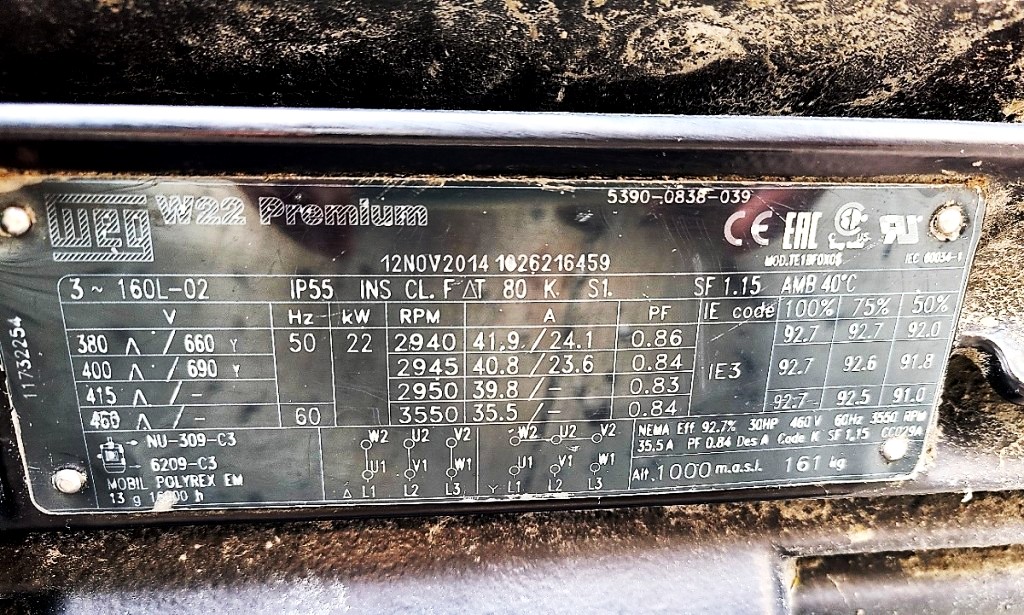 WEG W22 Premium
5390-0838-039
CE EAC
MOD.TE1BF0X0$
IEC 60034-1
12NOV2014 1026216459
3 ~ 160L-02 IP55 INS CL. F ΔT 80 K S1 SF 1.15 AMB 40°C
V Hz kW RPM A PF IE code 100% 75% 50%
380 Δ / 660 Y 50 22 2940 41.9 / 24.1 0.86 92.7 92.7 92.0
400 Δ / 690 Y 2945 40.8 / 23.6 0.84 IE3 92.7 92.6 91.8
415 Δ / - 2950 39.8 / - 0.83 92.7 92.5 91.0
460 Δ / - 60 3550 35.5 / - 0.84
NEMA Eff 92.7% 30HP 460V 60Hz 3550 RPM
35.5A PF 0.84 Des A Code K SF 1.15 CC029A
Alt. 1000 m.a.s.l. 161 kg
→ NU-309-C3
→ 6209-C3
MOBIL POLYREX EM
13 g
W2 U2 V2
U1 V1 W1
Δ L1 L2 L3
W2 U2 V2
U1 V1 W1
Y L1 L2 L3
11732254